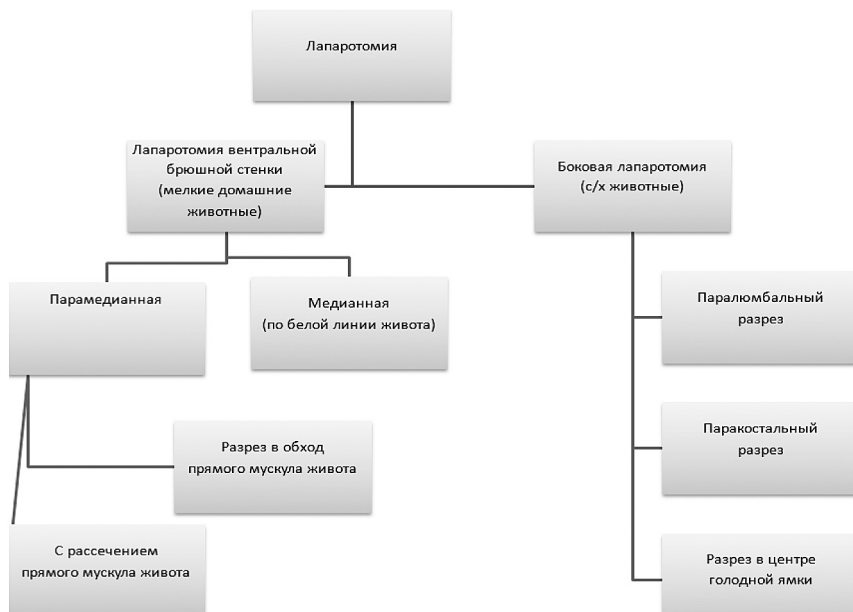 Лапаротомия
Лапаротомия вентральной
брюшной стенки
(мелкие домашние
животные)
Боковая лапаротомия
(с/х животные)
Парамедианная
Медианная
(по белой линии живота)
Паралюмбальный
разрез
Паракостальный
разрез
Разрез в обход
прямого мускула живота
С рассечением
прямого мускула живота
Разрез в центре
голодной ямки